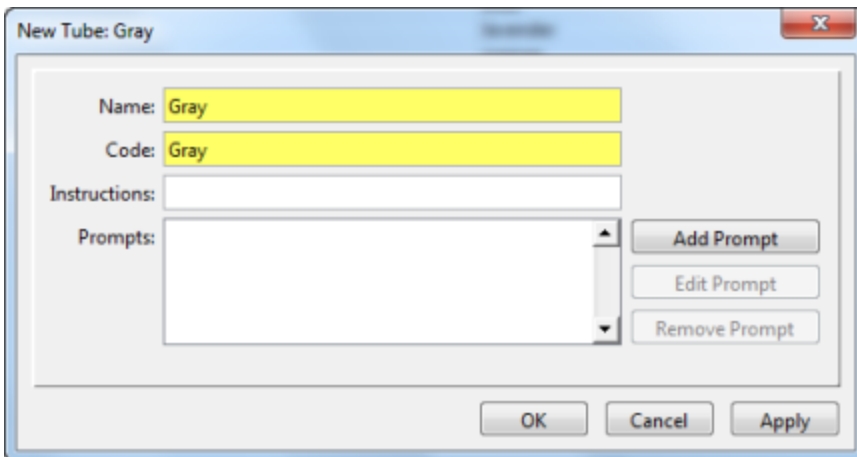 New Tube: Gray
Name: Gray
Code: Gray
Instructions:
Prompts:
Add Prompt
Edit Prompt
Remove Prompt
OK Cancel Apply